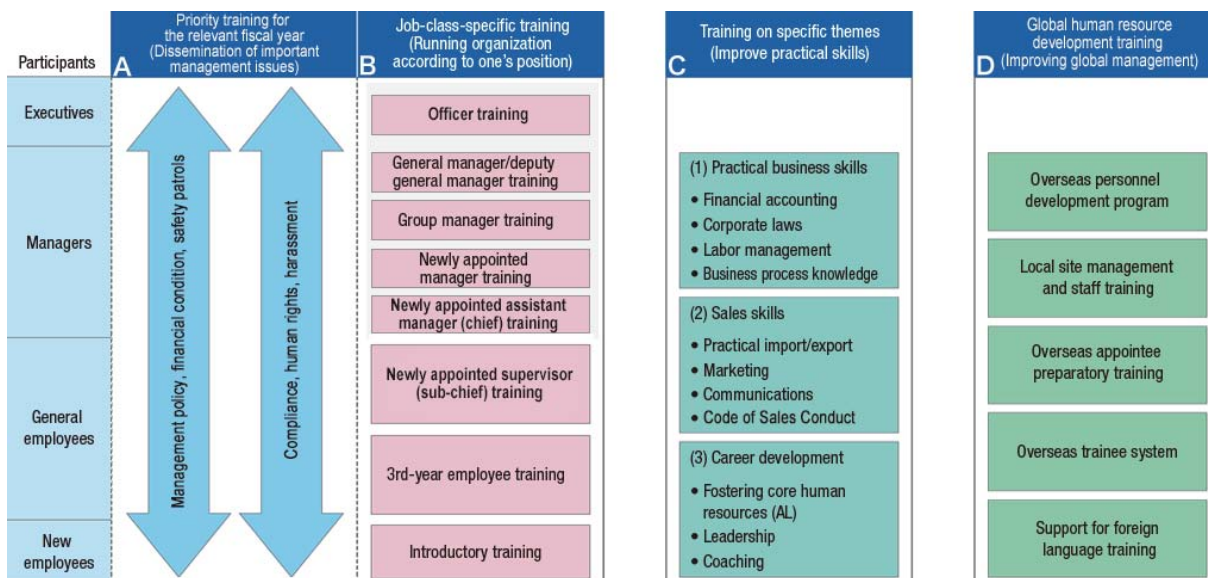 Participants
A
Priority training for
the relevant fiscal year
(Dissemination of important
management issues)
B
Job-class-specific training
(Running organization
according to one's position)
C
Training on specific themes
(Improve practical skills)
D
Global human resource
development training
(Improving global management)
Executives
Managers
General
employees
New
employees
Management policy, financial condition, safety patrols
Compliance, human rights, harassment
Officer training
General manager/deputy
general manager training
Group manager training
Newly appointed
manager training
Newly appointed assistant
manager (chief) training
Newly appointed supervisor
(sub-chief) training
3rd-year employee training
Introductory training
(1) Practical business skills
• Financial accounting
• Corporate laws
• Labor management
• Business process knowledge
(2) Sales skills
• Practical import/export
• Marketing
• Communications
• Code of Sales Conduct
(3) Career development
• Fostering core human
resources (AL)
• Leadership
• Coaching
Overseas personnel
development program
Local site management
and staff training
Overseas appointee
preparatory training
Overseas trainee system
Support for foreign
language training